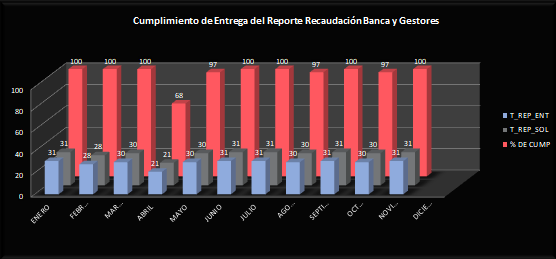 Cumplimiento de Entrega del Reporte Recaudación Banca y Gestores
100 100 100 68 97 100 100 97 100 97 100
31 28 30 21 30 31 31 30 31 30 31
31 28 30 21 30 31 31 30 31 30 31
100
80
60
40
20
0
ENERO
FEBR...
MAR...
ABRIL
MAYO
JUNIO
JULIO
AGO...
SEPTI...
OCT...
NOVI...
DICIE...
T_REP_ENT
T_REP_SOL
% DE CUMP